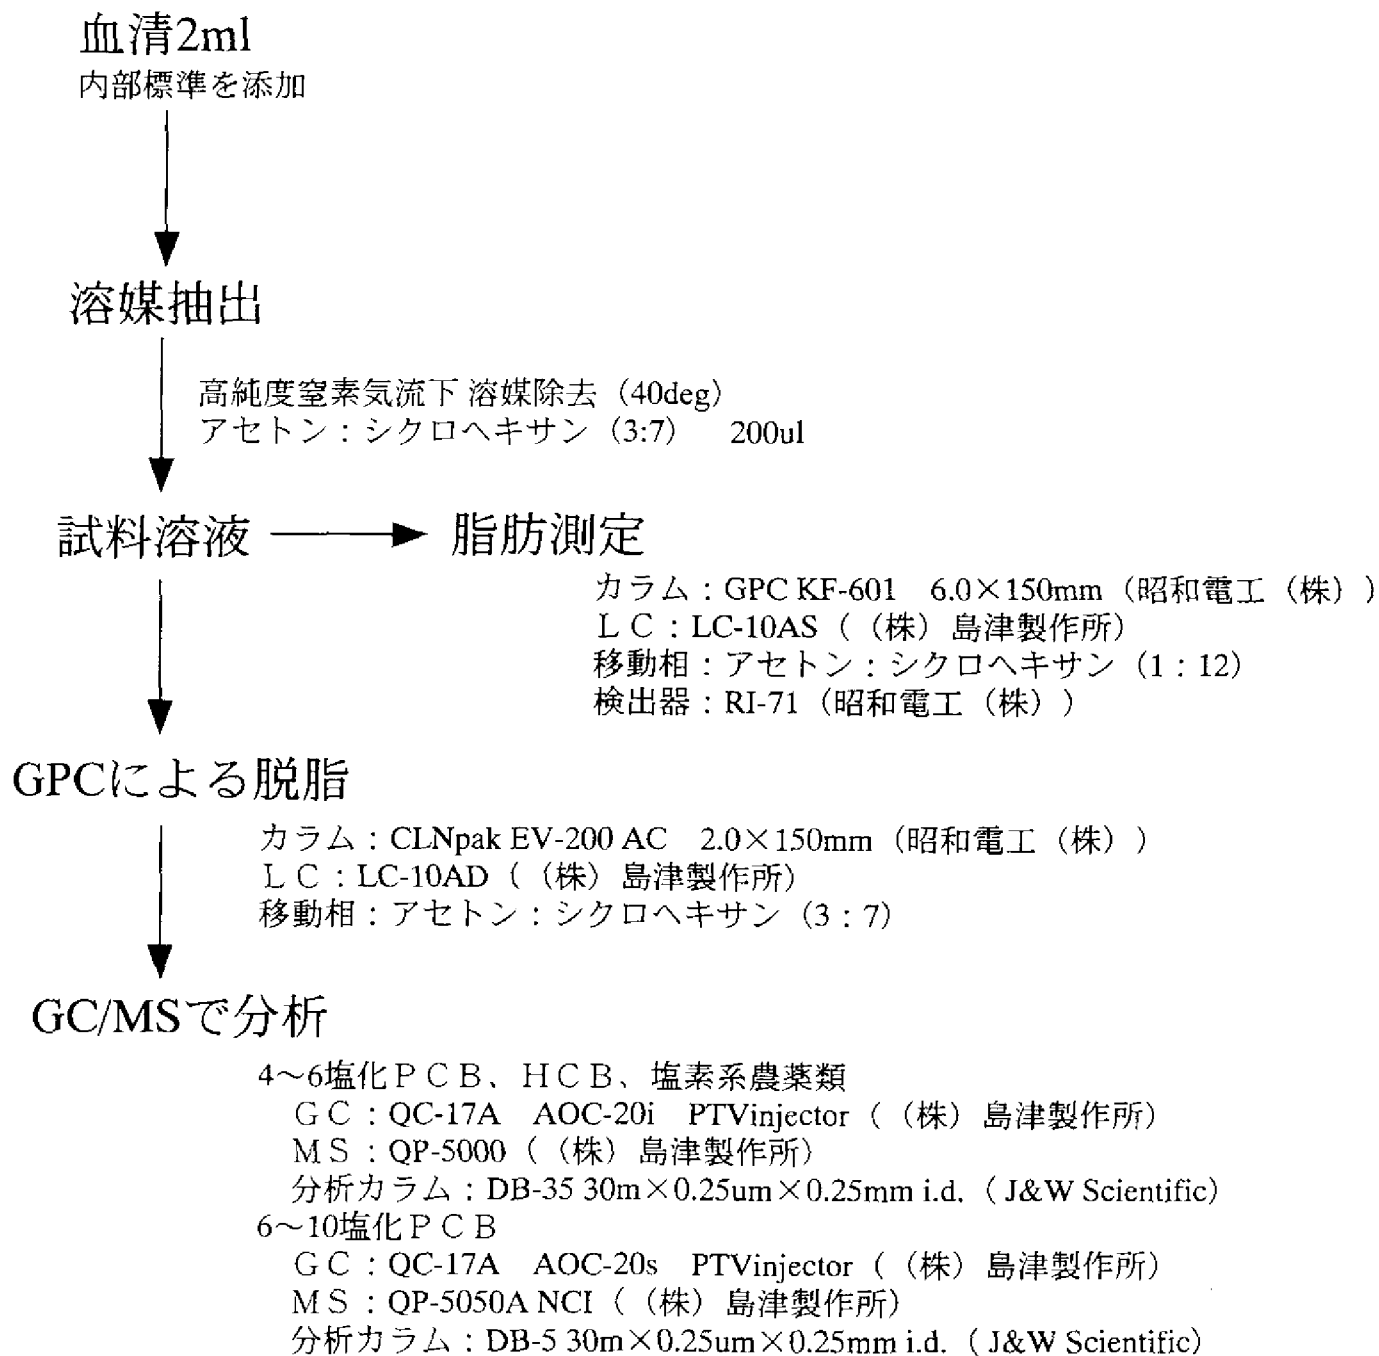 血清2ml
内部標準を添加
溶媒抽出
高純度窒素気流下 溶媒除去（40deg）
アセトン：シクロヘキサン（3:7） 200ul
試料溶液 脂肪測定
カラム：GPC KF-601 6.0×150mm（昭和電工（株））
ＬＣ：LC-10AS（（株）島津製作所）
移動相：アセトン：シクロヘキサン（1：12）
検出器：RI-71（昭和電工（株））
GPCによる脱脂
カラム：CLNpak EV-200 AC 2.0×150mm（昭和電工（株））
ＬＣ：LC-10AD（（株）島津製作所）
移動相：アセトン：シクロヘキサン（3：7）
GC/MSで分析
4～6塩化ＰＣＢ、ＨＣＢ、塩素系農薬類
ＧＣ：QC-17A AOC-20i PTVinjector（（株）島津製作所）
ＭＳ：QP-5000（（株）島津製作所）
分析カラム：DB-35 30m×0.25um×0.25mm i.d.（J&W Scientific）
6～10塩化ＰＣＢ
ＧＣ：QC-17A AOC-20s PTVinjector（（株）島津製作所）
ＭＳ：QP-5050A NCI（（株）島津製作所）
分析カラム：DB-5 30m×0.25um×0.25mm i.d.（J&W Scientific）